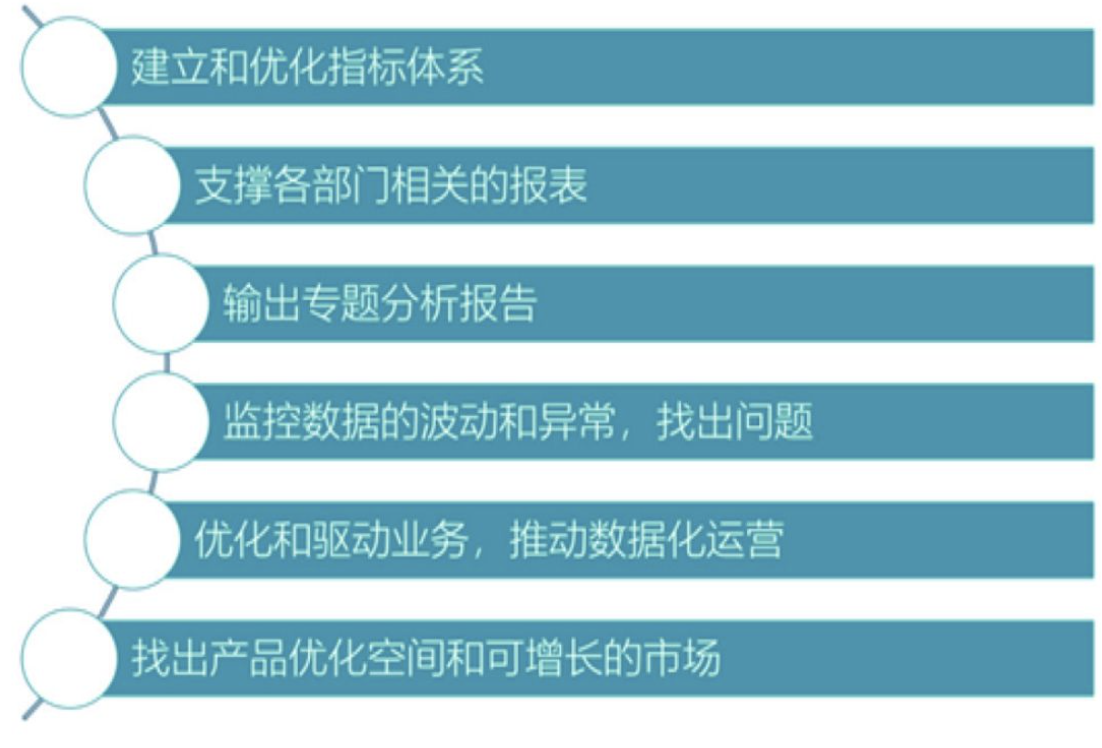 建立和优化指标体系
支撑各部门相关的报表
输出专题分析报告
监控数据的波动和异常，找出问题
优化和驱动业务，推动数据化运营
找出产品优化空间和可增长的市场